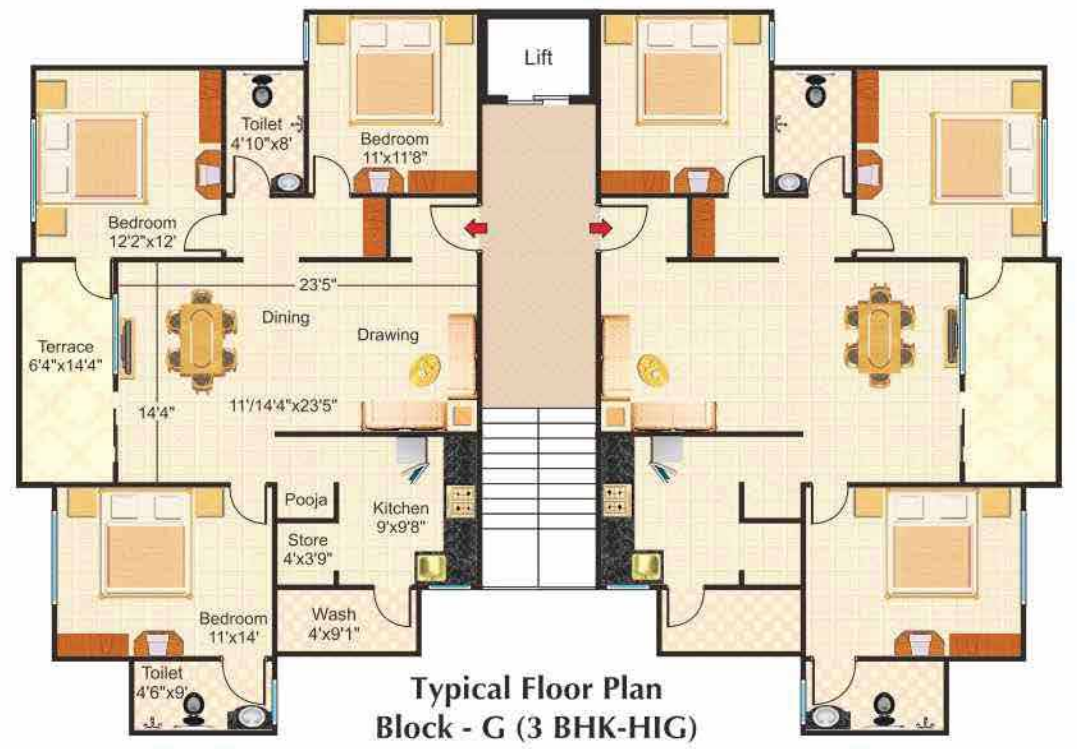 Lift
Toilet
4'10"x8'
Bedroom
11'x11'8"
Bedroom
12'2"x12'
23'5"
Dining
Drawing
Terrace
6'4"x14'4"
14'4"
11'/14'4"x23'5"
Pooja
Kitchen
9'x9'8"
Store
4'x3'9"
Bedroom
11'x14'
Wash
4'x9'1"
Toilet
4'6"x9'
Typical Floor Plan
Block - G (3 BHK-HIG)